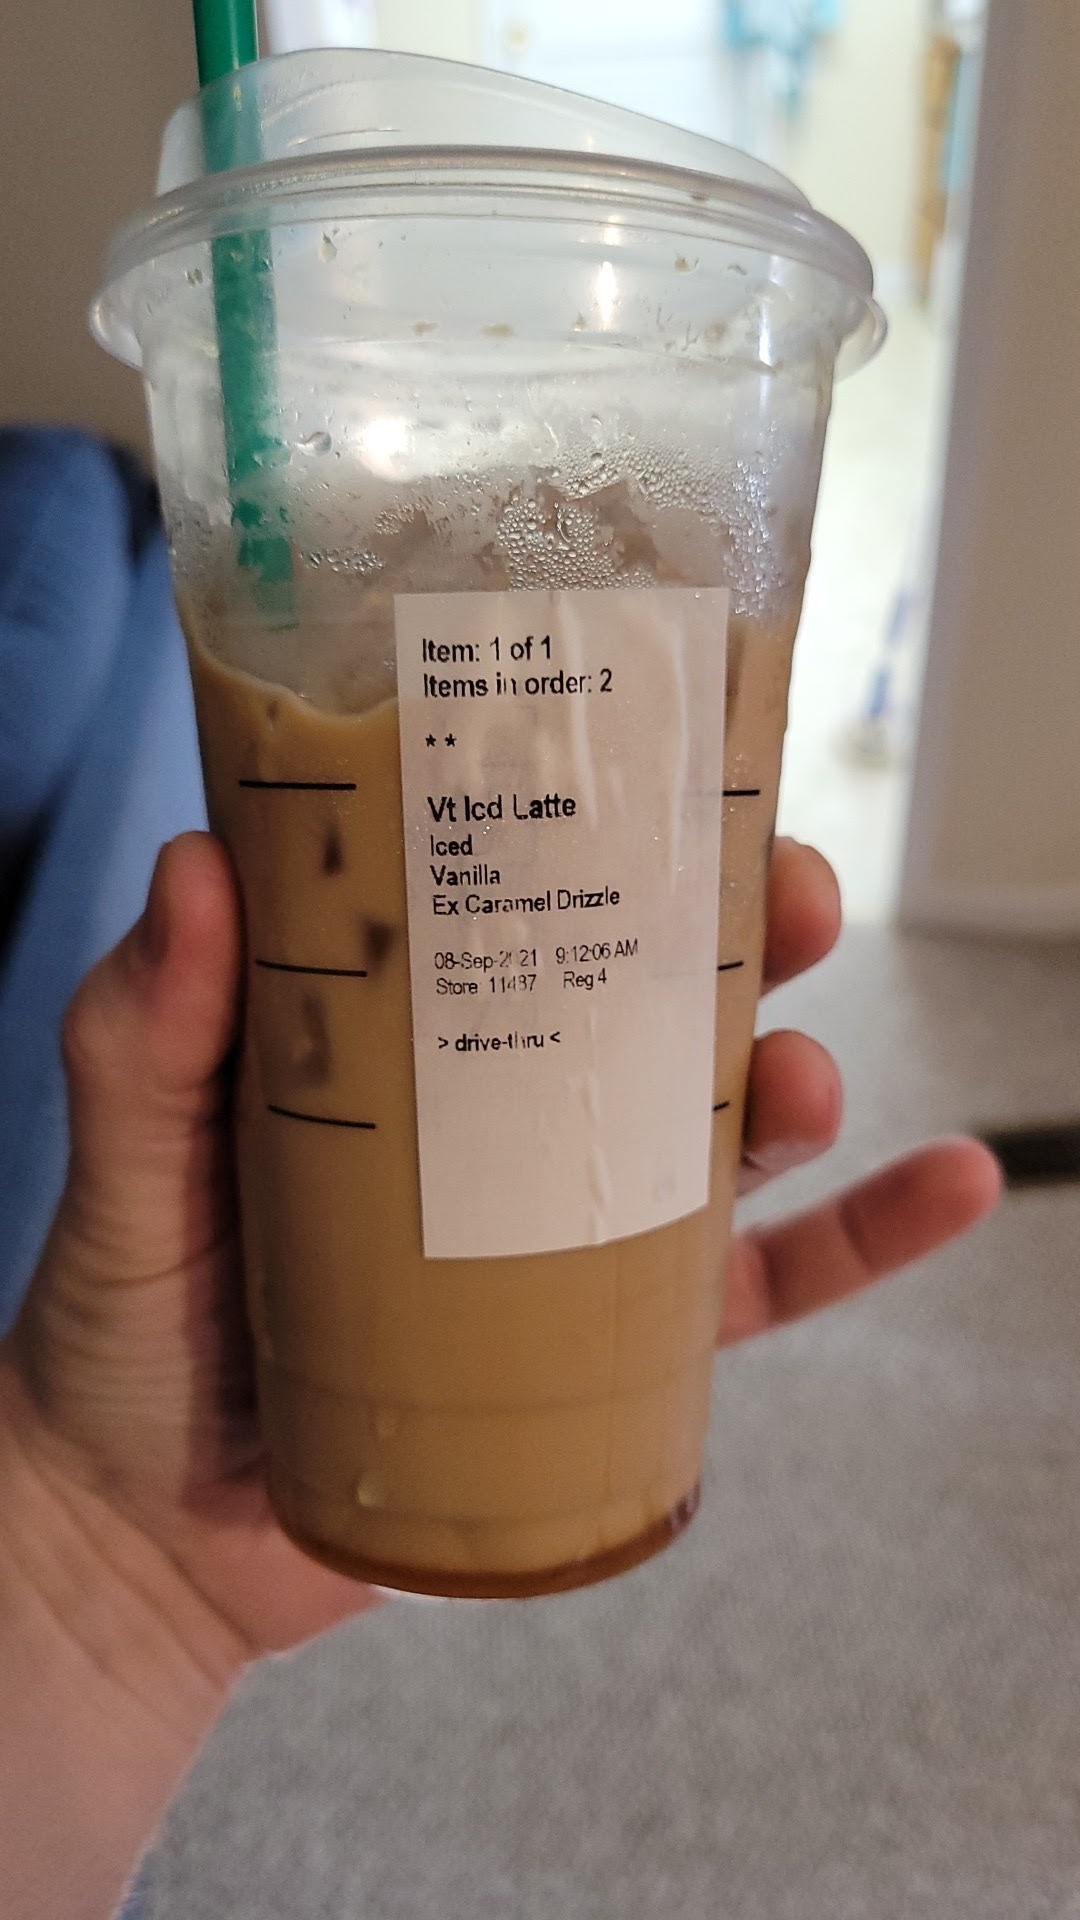 Item: 1 of 1
Items in order: 2
* *
Vt Icd Latte
Iced
Vanilla
Ex Caramel Drizzle
08-Sep-2021 9:12:06 AM
Store 11437 Reg 4
> drive-thru <